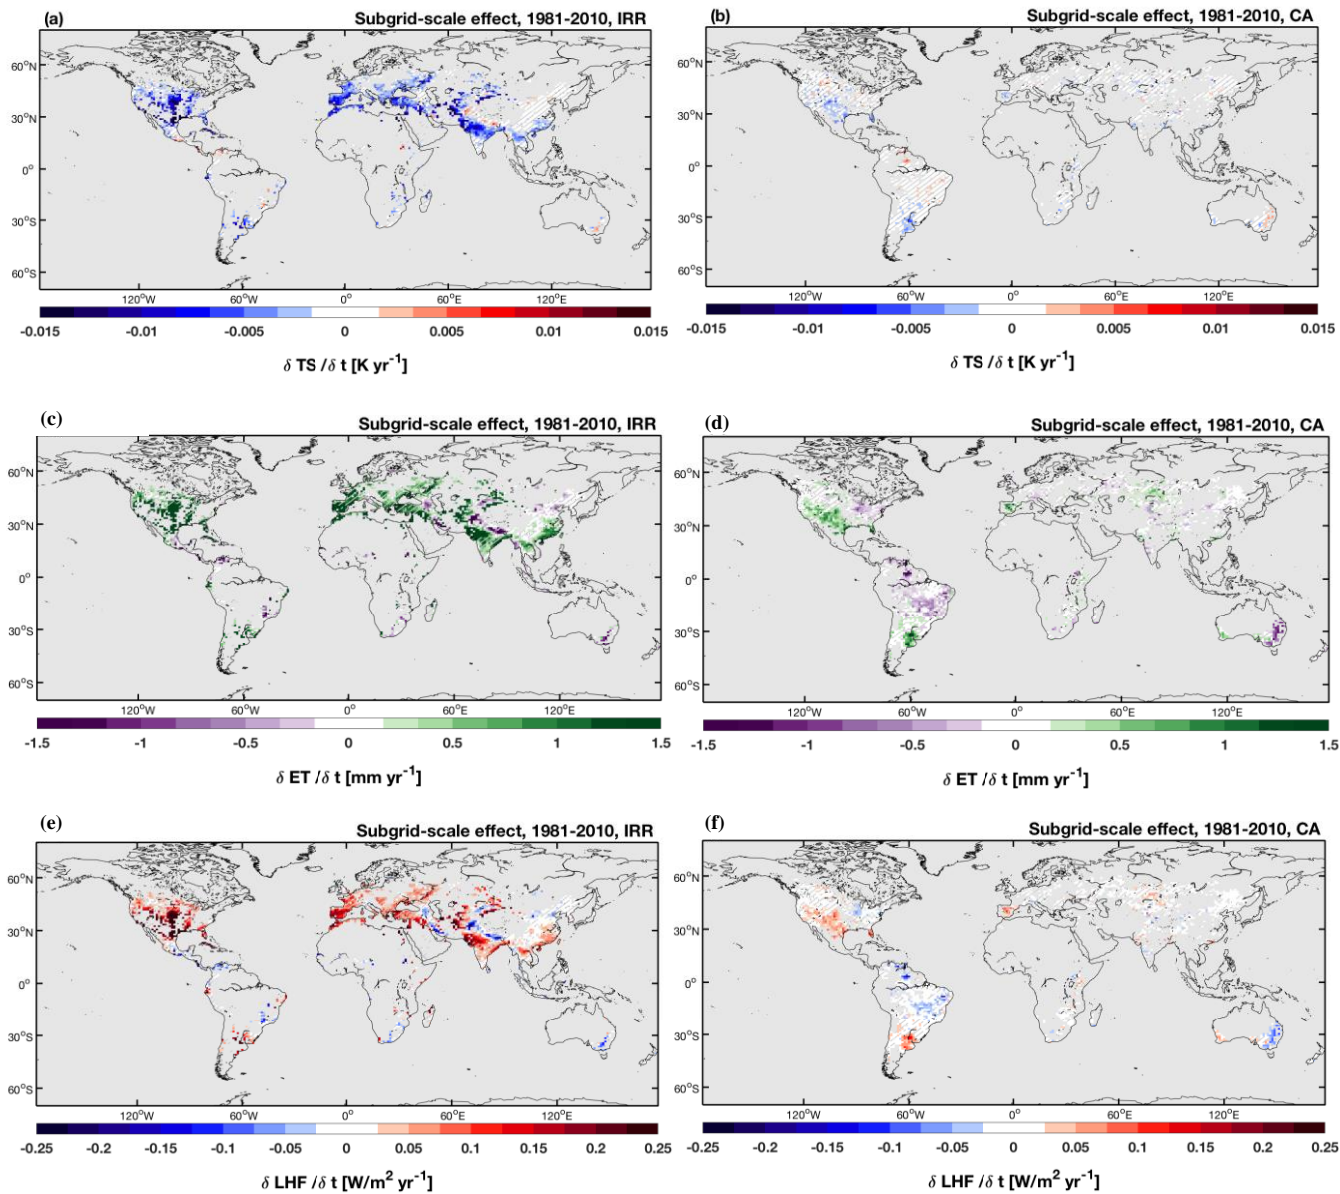 (a) Subgrid-scale effect, 1981-2010, IRR
60°N
30°N
0°
30°S
60°S
120°W 60°W 0° 60°E 120°E
-0.015 -0.01 -0.005 0 0.005 0.01 0.015
δ TS /δ t [K yr⁻¹]
(b) Subgrid-scale effect, 1981-2010, CA
60°N
30°N
0°
30°S
60°S
120°W 60°W 0° 60°E 120°E
-0.015 -0.01 -0.005 0 0.005 0.01 0.015
δ TS /δ t [K yr⁻¹]
(c) Subgrid-scale effect, 1981-2010, IRR
60°N
30°N
0°
30°S
60°S
120°W 60°W 0° 60°E 120°E
-1.5 -1 -0.5 0 0.5 1 1.5
δ ET /δ t [mm yr⁻¹]
(d) Subgrid-scale effect, 1981-2010, CA
60°N
30°N
0°
30°S
60°S
120°W 60°W 0° 60°E 120°E
-1.5 -1 -0.5 0 0.5 1 1.5
δ ET /δ t [mm yr⁻¹]
(e) Subgrid-scale effect, 1981-2010, IRR
60°N
30°N
0°
30°S
60°S
120°W 60°W 0° 60°E 120°E
-0.25 -0.2 -0.15 -0.1 -0.05 0 0.05 0.1 0.15 0.2 0.25
δ LHF /δ t [W/m² yr⁻¹]
(f) Subgrid-scale effect, 1981-2010, CA
60°N
30°N
0°
30°S
60°S
120°W 60°W 0° 60°E 120°E
-0.25 -0.2 -0.15 -0.1 -0.05 0 0.05 0.1 0.15 0.2 0.25
δ LHF /δ t [W/m² yr⁻¹]